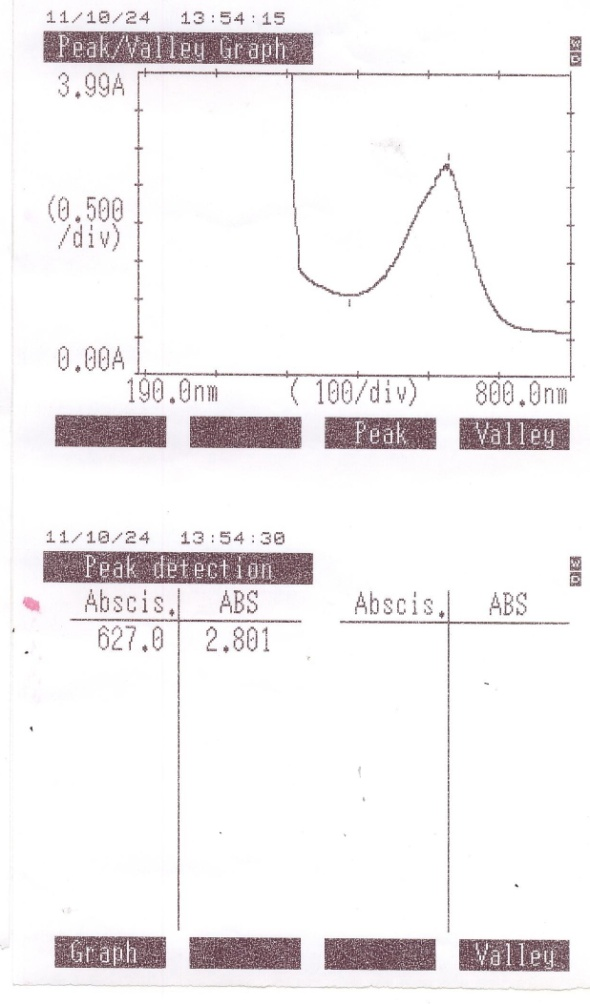 11/10/24 13:54:15
Peak/Valley Graph
3.99A
(0.500
/div)
0.00A
190.0nm ( 100/div) 800.0nm
Peak Valley
11/10/24 13:54:30
Peak detection
Abscis. ABS Abscis. ABS
627.0 2.801
Graph Valley